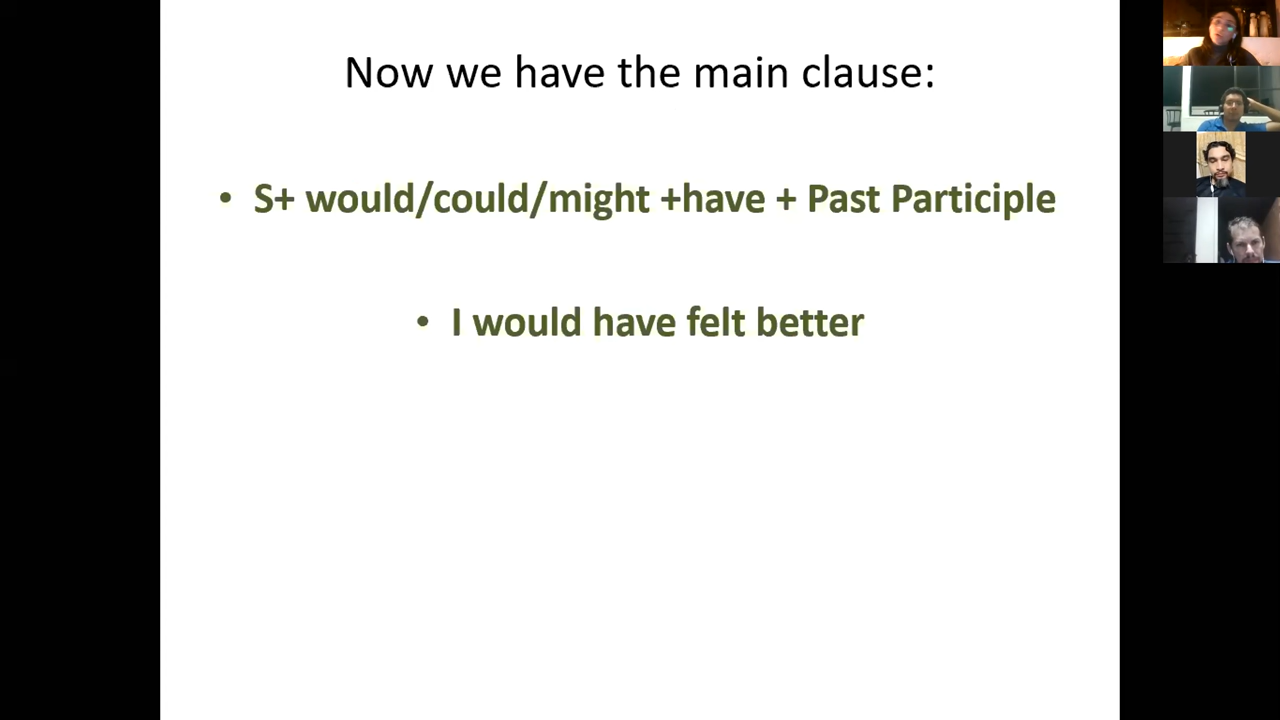 Now we have the main clause:
• S+ would/could/might +have + Past Participle
• I would have felt better